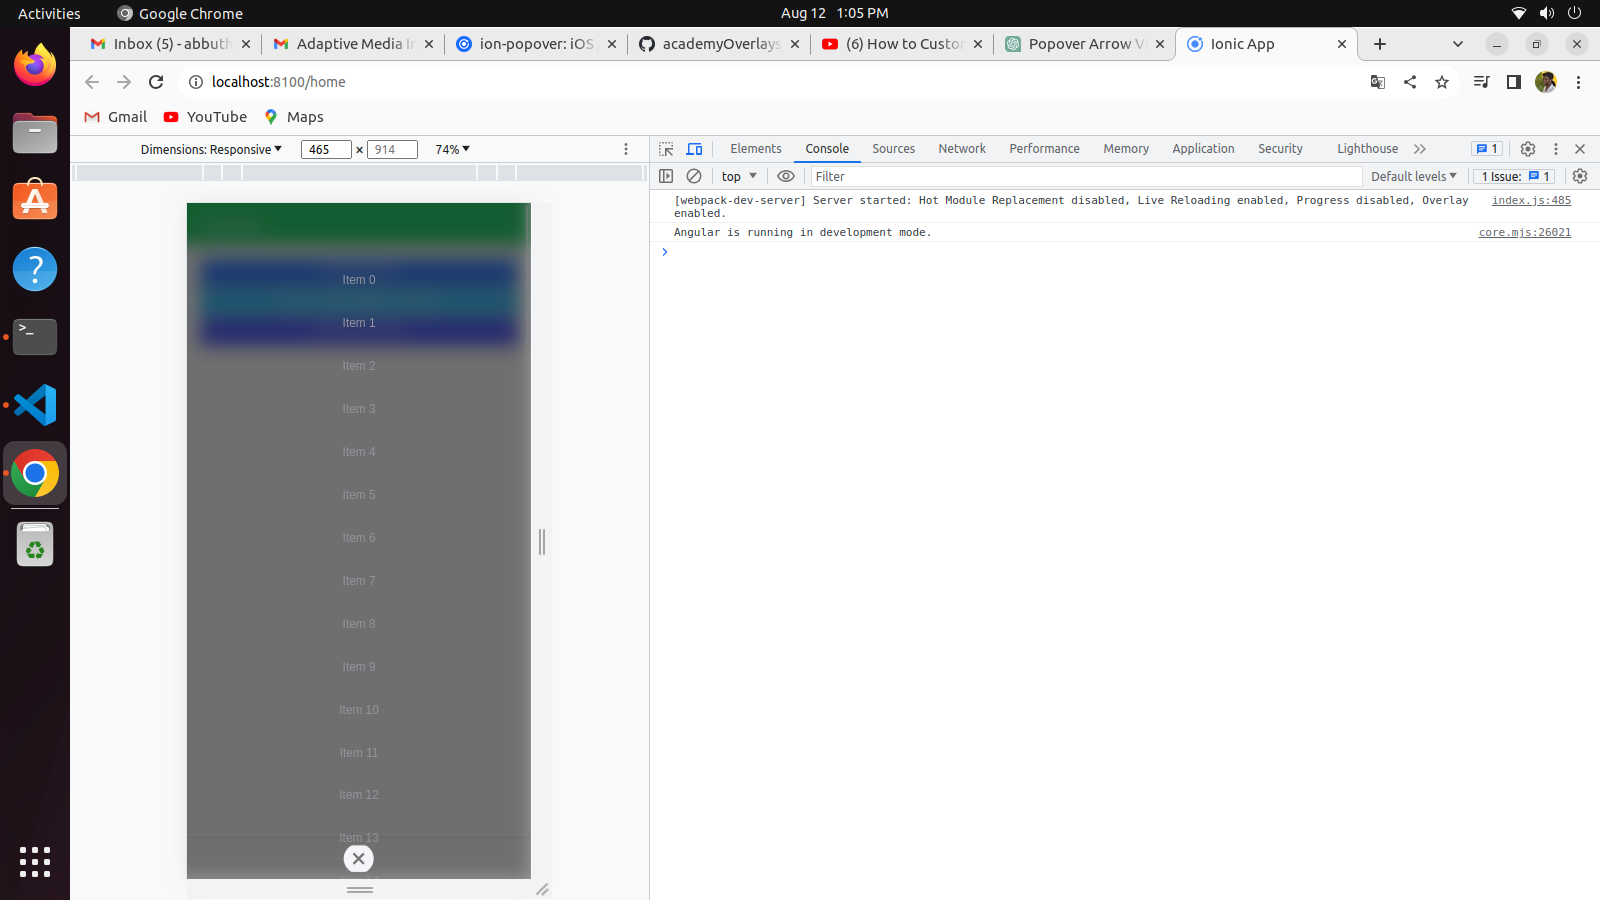 Activities
Google Chrome
Aug 12 1:05 PM
Inbox (5) - abbuth
Adaptive Media In
ion-popover: iOS
academyOverlays
(6) How to Custom
Popover Arrow V
Ionic App
localhost:8100/home
Gmail
YouTube
Maps
Dimensions: Responsive
465 × 914
74%
Elements
Console
Sources
Network
Performance
Memory
Application
Security
Lighthouse
1
top
Filter
Default levels
1 Issue: 1
[webpack-dev-server] Server started: Hot Module Replacement disabled, Live Reloading enabled, Progress disabled, Overlay
enabled.
index.js:485
Angular is running in development mode.
core.mjs:26021
Item 0
Item 1
Item 2
Item 3
Item 4
Item 5
Item 6
Item 7
Item 8
Item 9
Item 10
Item 11
Item 12
Item 13